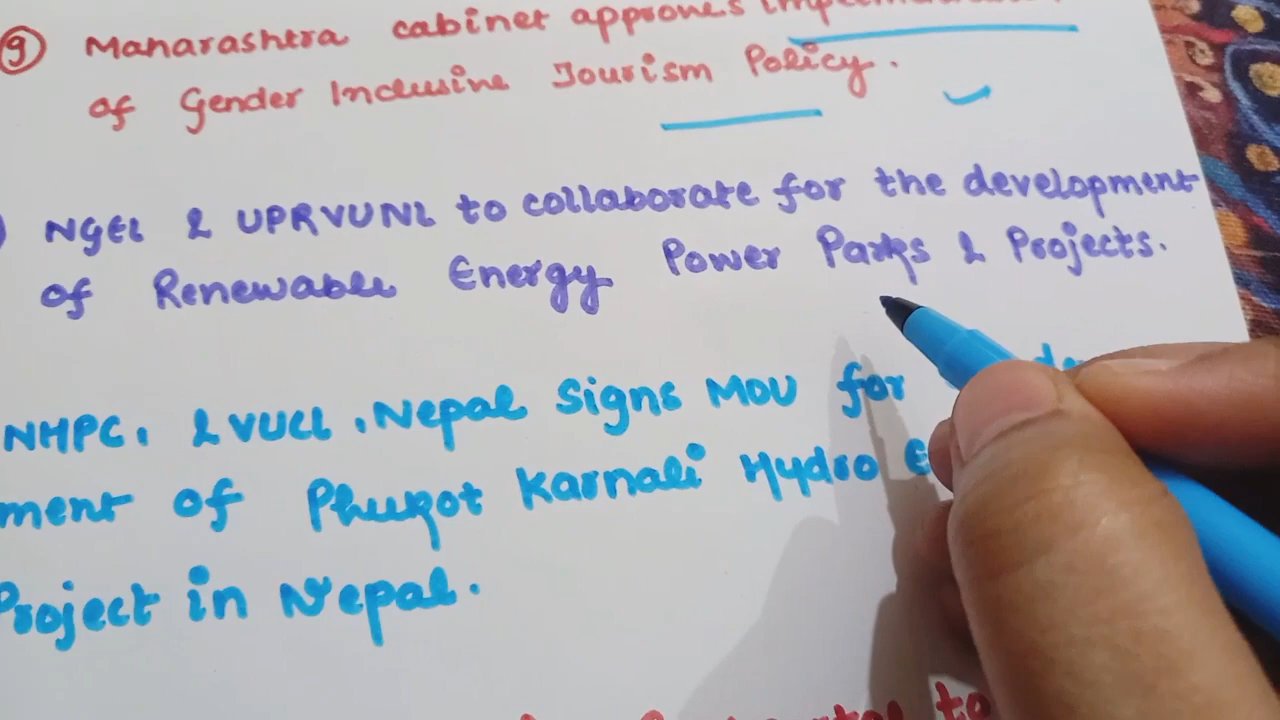 9 Maharashtra cabinet approves
of Gender Inclusive Tourism Policy.
NGEL & UPRVUNL to collaborate for the development
of Renewable Energy Power Parks & Projects.
NHPC, & VUCL, Nepal Signs MOU for
ment of Phukot Karnali Hydro
Project in Nepal.
to